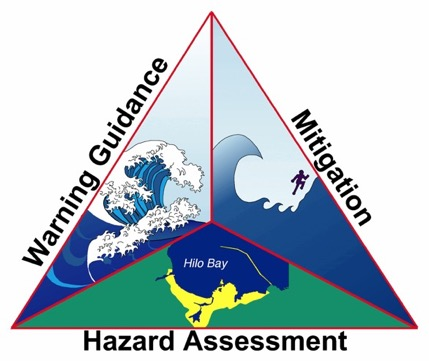 Warning Guidance
Mitigation
Hilo Bay
Hazard Assessment